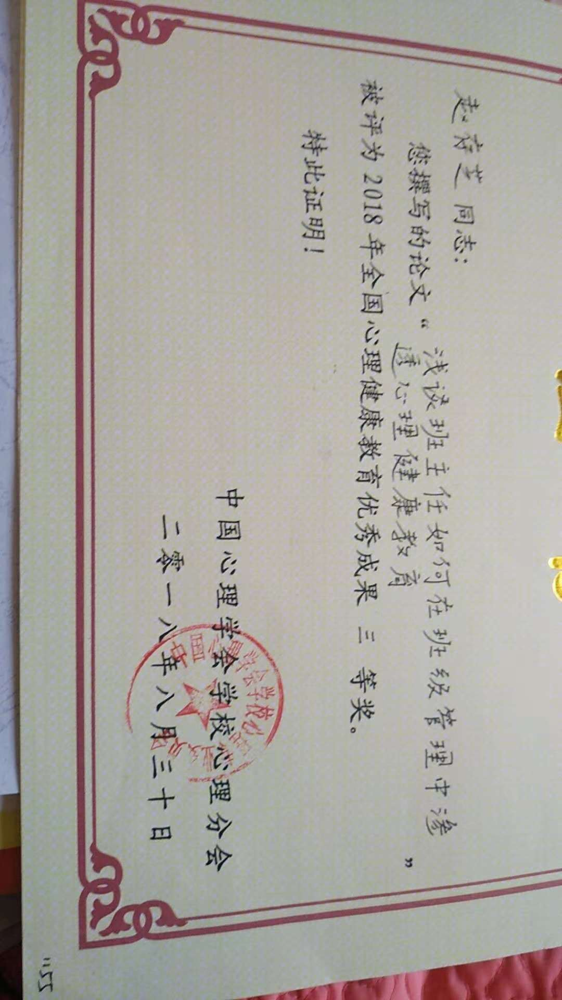 赵存芝同志：
您撰写的论文“浅谈班主任如何在班级管理中渗
透心理健康教育”
被评为2018年全国心理健康教育优秀成果 三 等奖。
特此证明！
中国心理学会学校心理分会
二零一八年八月三十日
1155